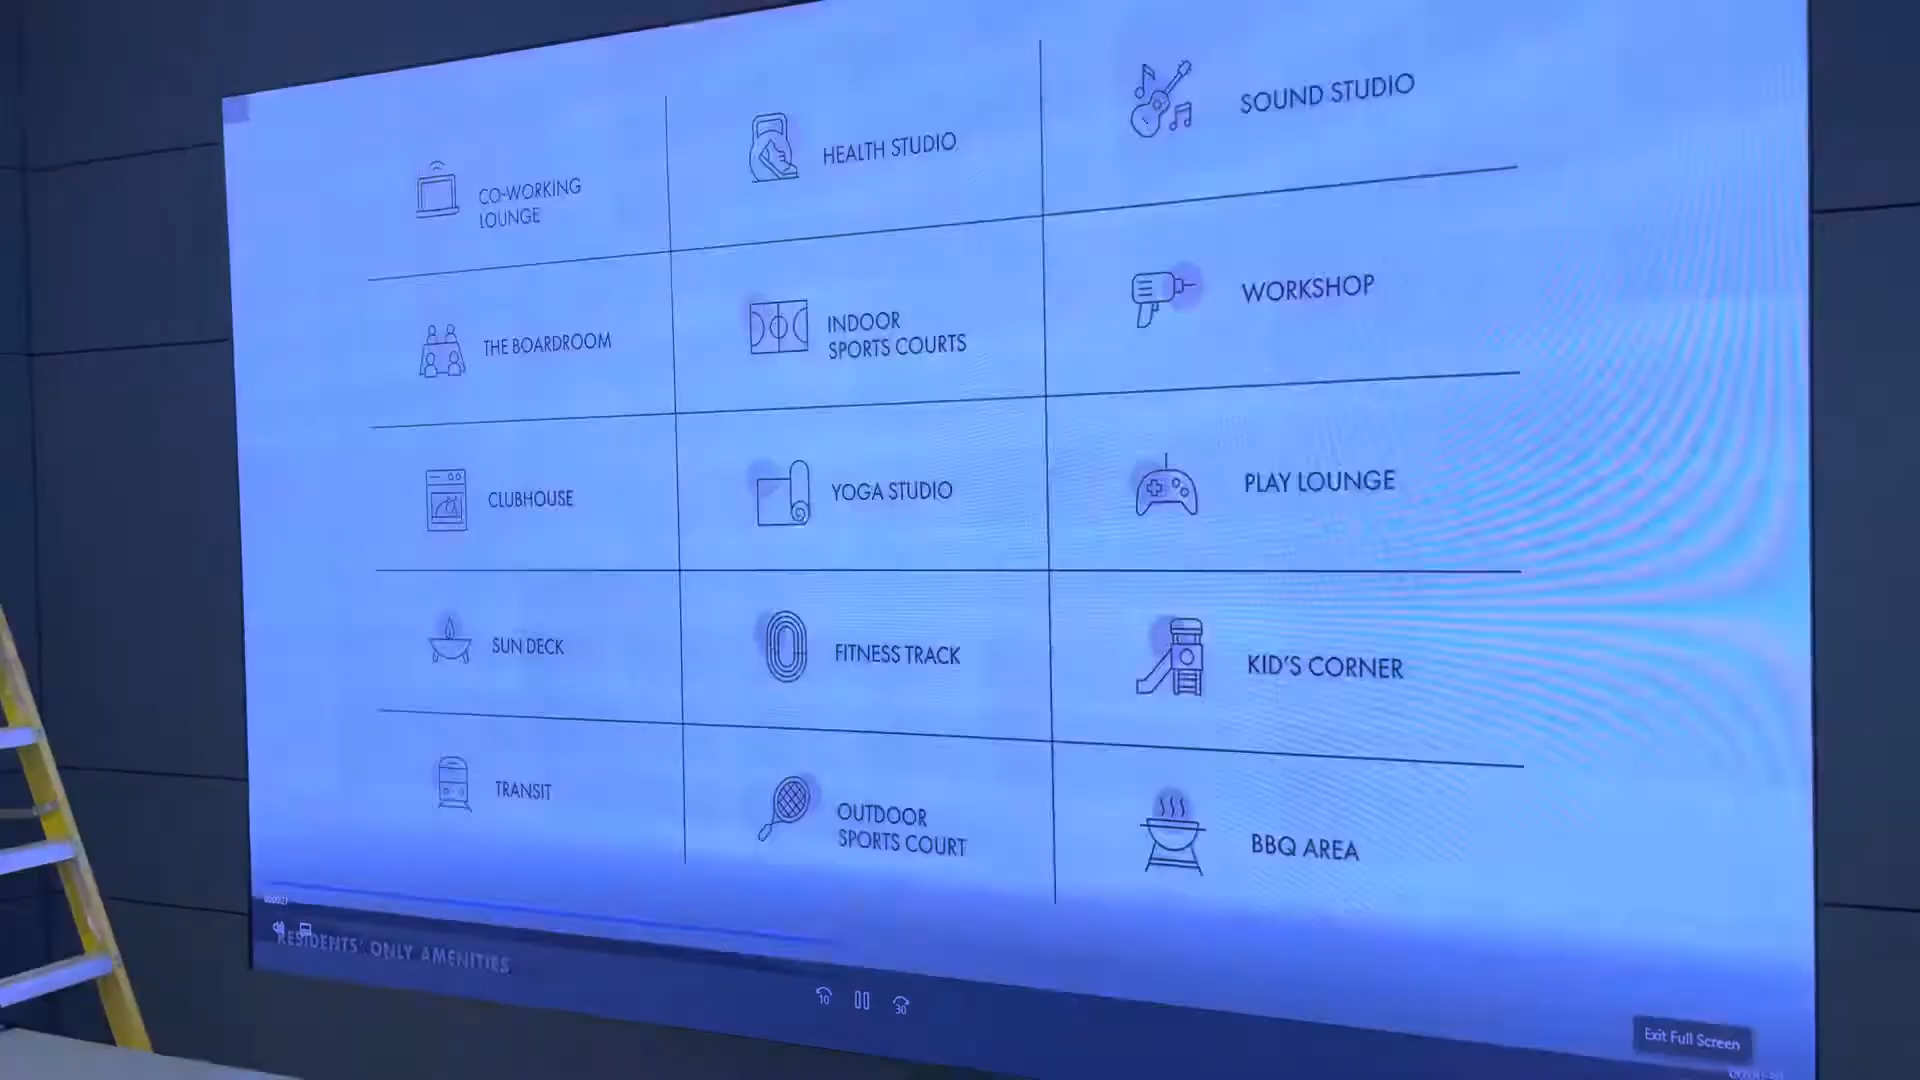 CO-WORKING
LOUNGE
HEALTH STUDIO
SOUND STUDIO
THE BOARDROOM
INDOOR
SPORTS COURTS
WORKSHOP
CLUBHOUSE
YOGA STUDIO
PLAY LOUNGE
SUN DECK
FITNESS TRACK
KID'S CORNER
TRANSIT
OUTDOOR
SPORTS COURT
BBQ AREA
RESIDENTS' ONLY AMENITIES
10
30
Exit Full Screen